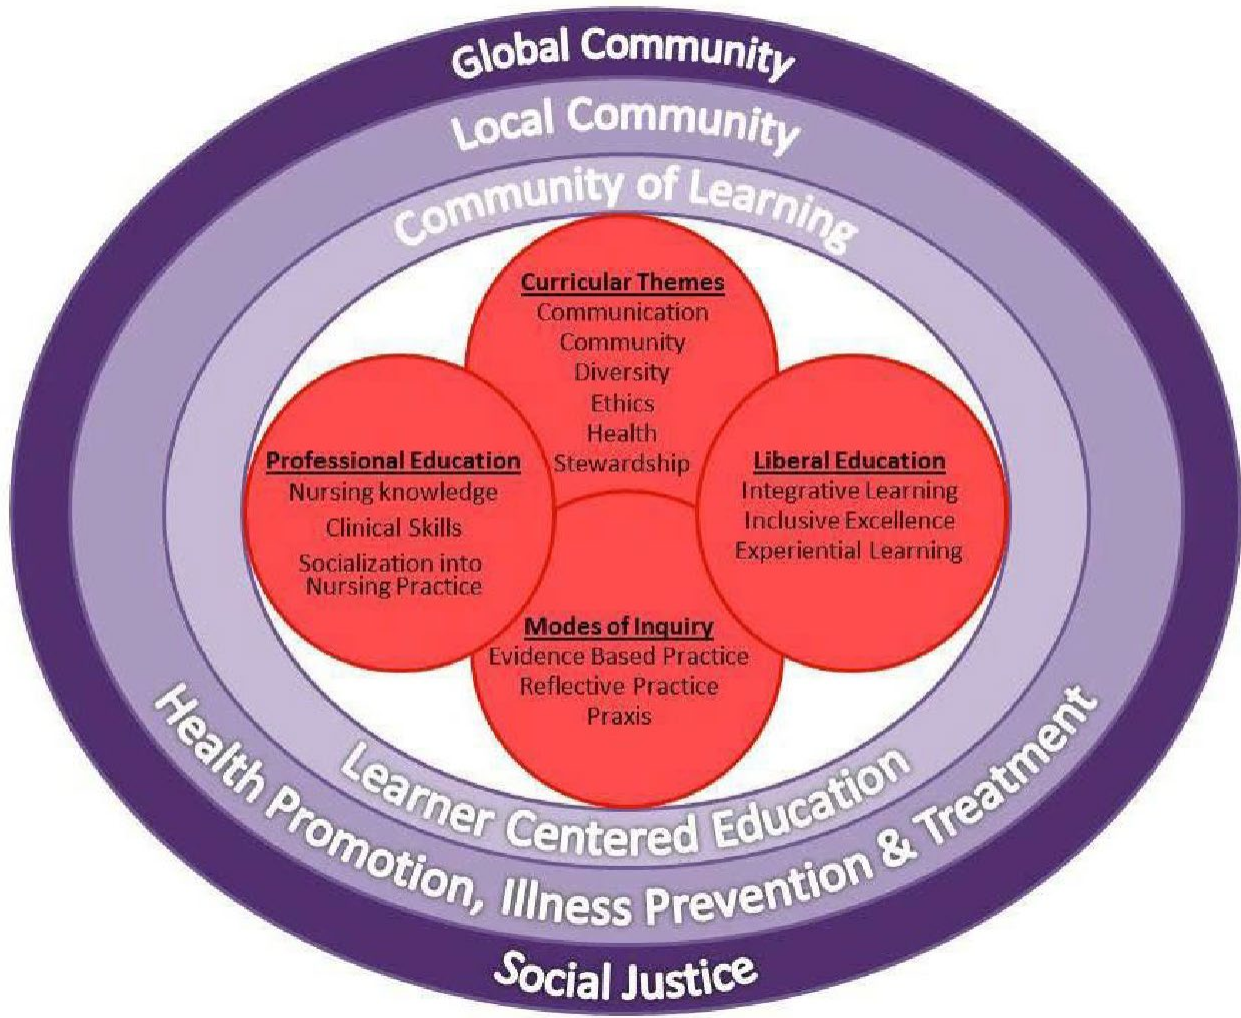 Global Community
Local Community
Community of Learning
Curricular Themes
Communication
Community
Diversity
Ethics
Health
Stewardship
Professional Education
Nursing knowledge
Clinical Skills
Socialization into
Nursing Practice
Liberal Education
Integrative Learning
Inclusive Excellence
Experiential Learning
Modes of Inquiry
Evidence Based Practice
Reflective Practice
Praxis
Learner Centered Education
Health Promotion, Illness Prevention & Treatment
Social Justice